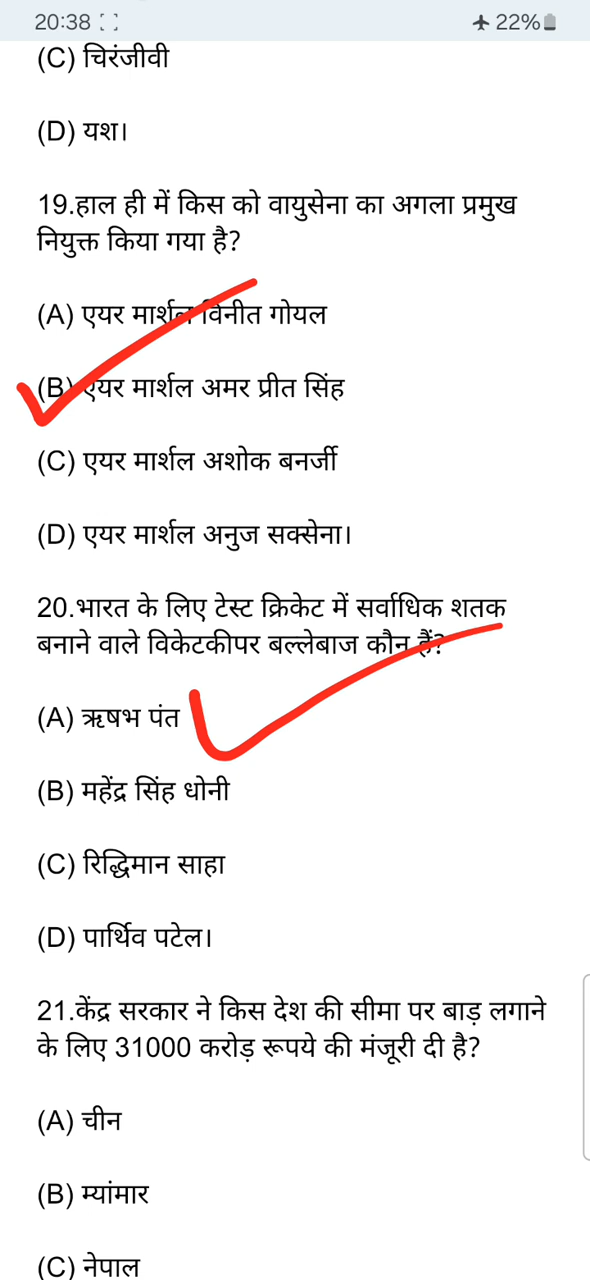 20:38
22%
(C) चिरंजीवी
(D) यश।
19.हाल ही में किस को वायुसेना का अगला प्रमुख
नियुक्त किया गया है?
(A) एयर मार्शल विनीत गोयल
(B) एयर मार्शल अमर प्रीत सिंह
(C) एयर मार्शल अशोक बनर्जी
(D) एयर मार्शल अनुज सक्सेना।
20.भारत के लिए टेस्ट क्रिकेट में सर्वाधिक शतक
बनाने वाले विकेटकीपर बल्लेबाज कौन हैं?
(A) ऋषभ पंत
(B) महेंद्र सिंह धोनी
(C) रिद्धिमान साहा
(D) पार्थिव पटेल।
21.केंद्र सरकार ने किस देश की सीमा पर बाड़ लगाने
के लिए 31000 करोड़ रूपये की मंजूरी दी है?
(A) चीन
(B) म्यांमार
(C) नेपाल